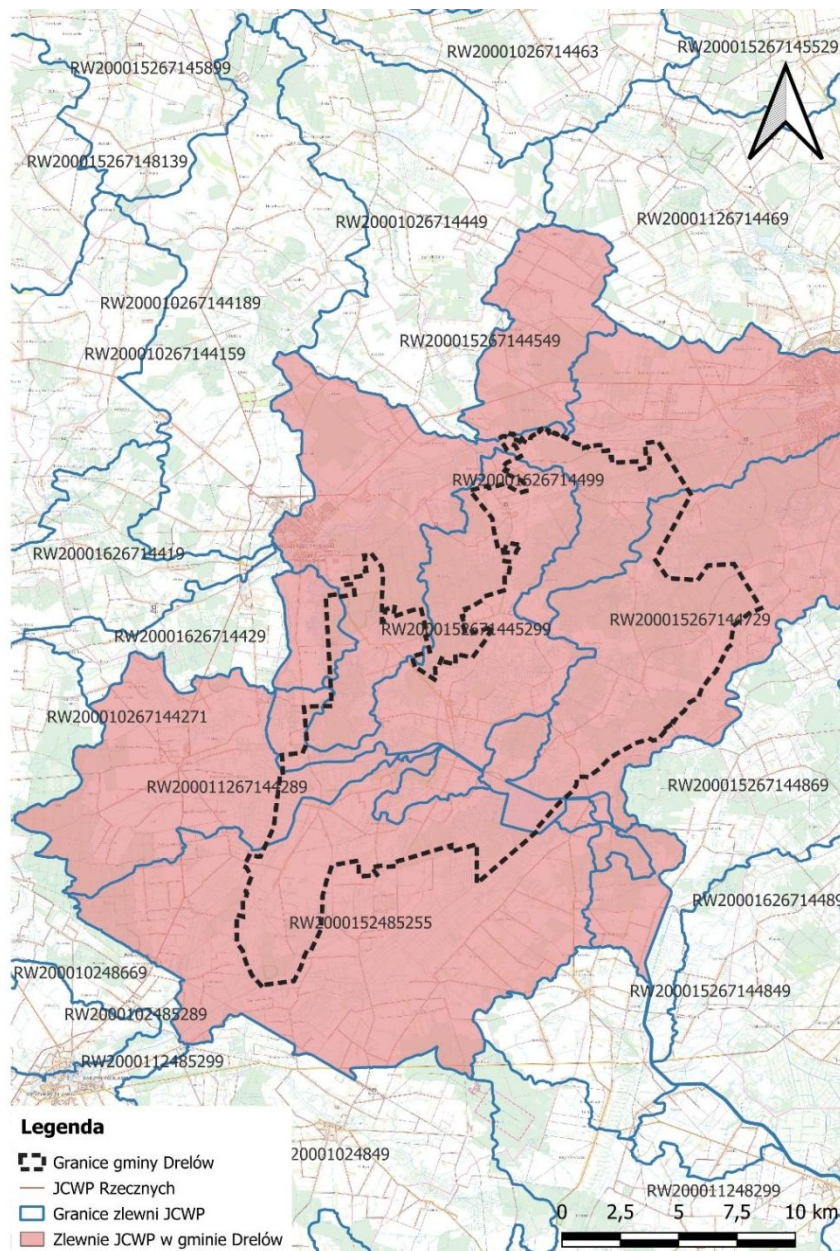 RW20001026714463
RW200015267145529
RW200015267145899
RW200015267148139
RW20001026714449
RW20001126714469
RW200010267144189
RW200010267144159
RW200015267144549
RW20001626714499
RW20001626714419
RW200015267144729
RW20001626714429
RW2000152671445299
RW200010267144271
RW200011267144289
RW200015267144869
RW2000162671448
RW2000152485255
RW200010248669
RW200015267144849
RW2000102485289
RW2000112485299
20001024849
RW200011248299
Legenda
Granice gminy Drelów
JCWP Rzecznych
Granice zlewni JCWP
Zlewnie JCWP w gminie Drelów
0 2,5 5 7,5 10 km